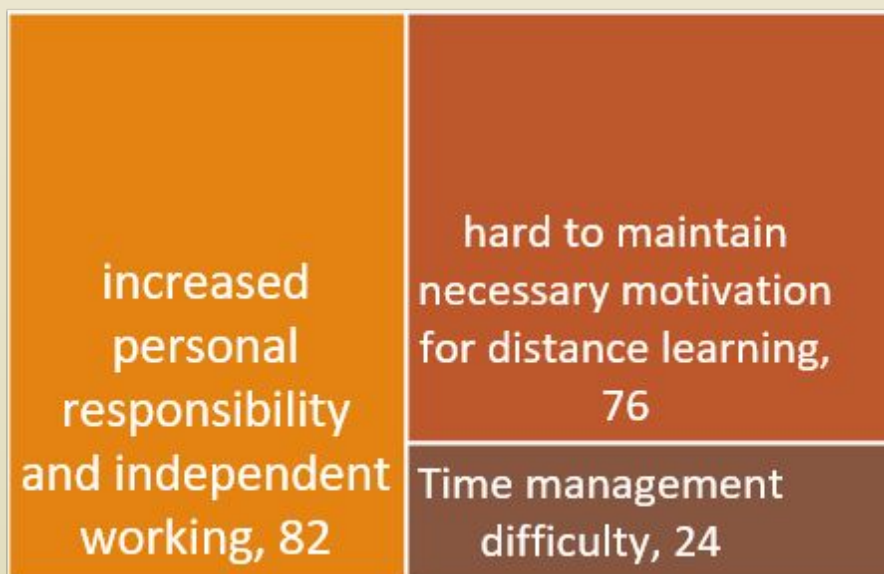 increased
personal
responsibility
and independent
working, 82
hard to maintain
necessary motivation
for distance learning,
76
Time management
difficulty, 24